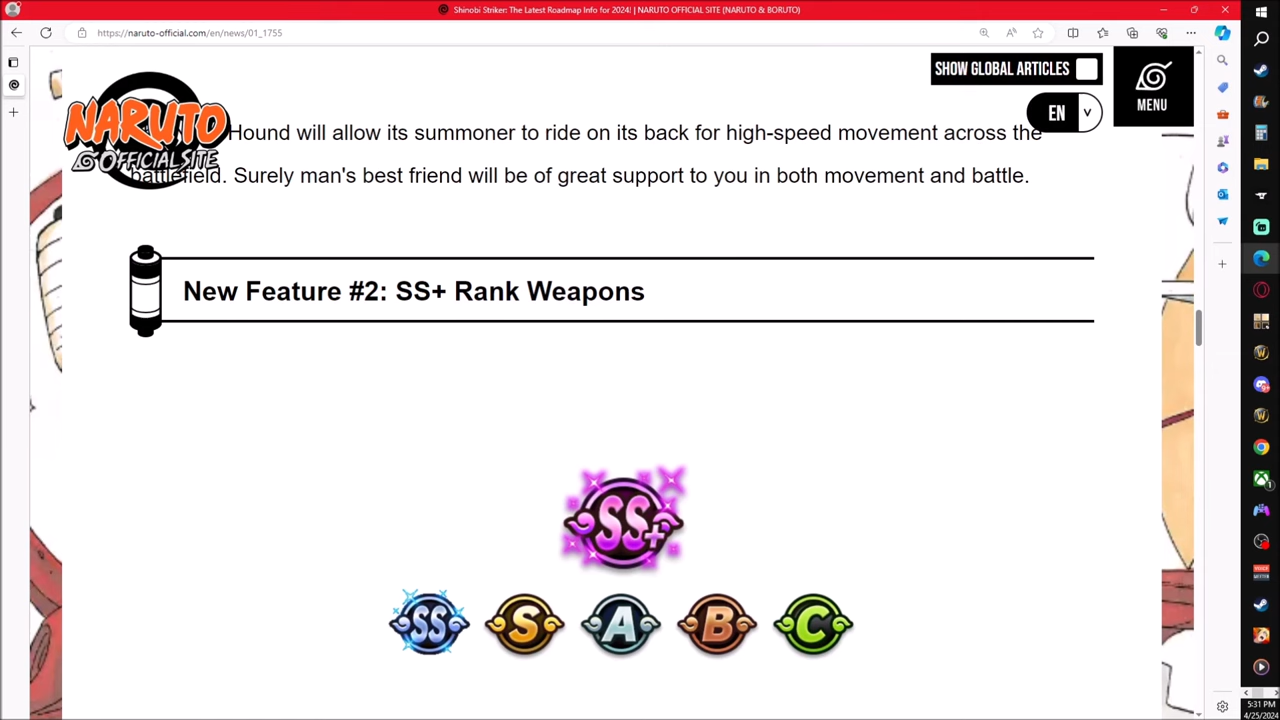 Shinobi Striker: The Latest Roadmap Info for 2024! | NARUTO OFFICIAL SITE (NARUTO & BORUTO)
https://naruto-official.com/en/news/01_1755
SHOW GLOBAL ARTICLES
MENU
EN
NARUTO
OFFICIAL SITE
Hound will allow its summoner to ride on its back for high-speed movement across the
battlefield. Surely man's best friend will be of great support to you in both movement and battle.
New Feature #2: SS+ Rank Weapons
SS+
SS S A B C
5:31 PM
4/25/2024